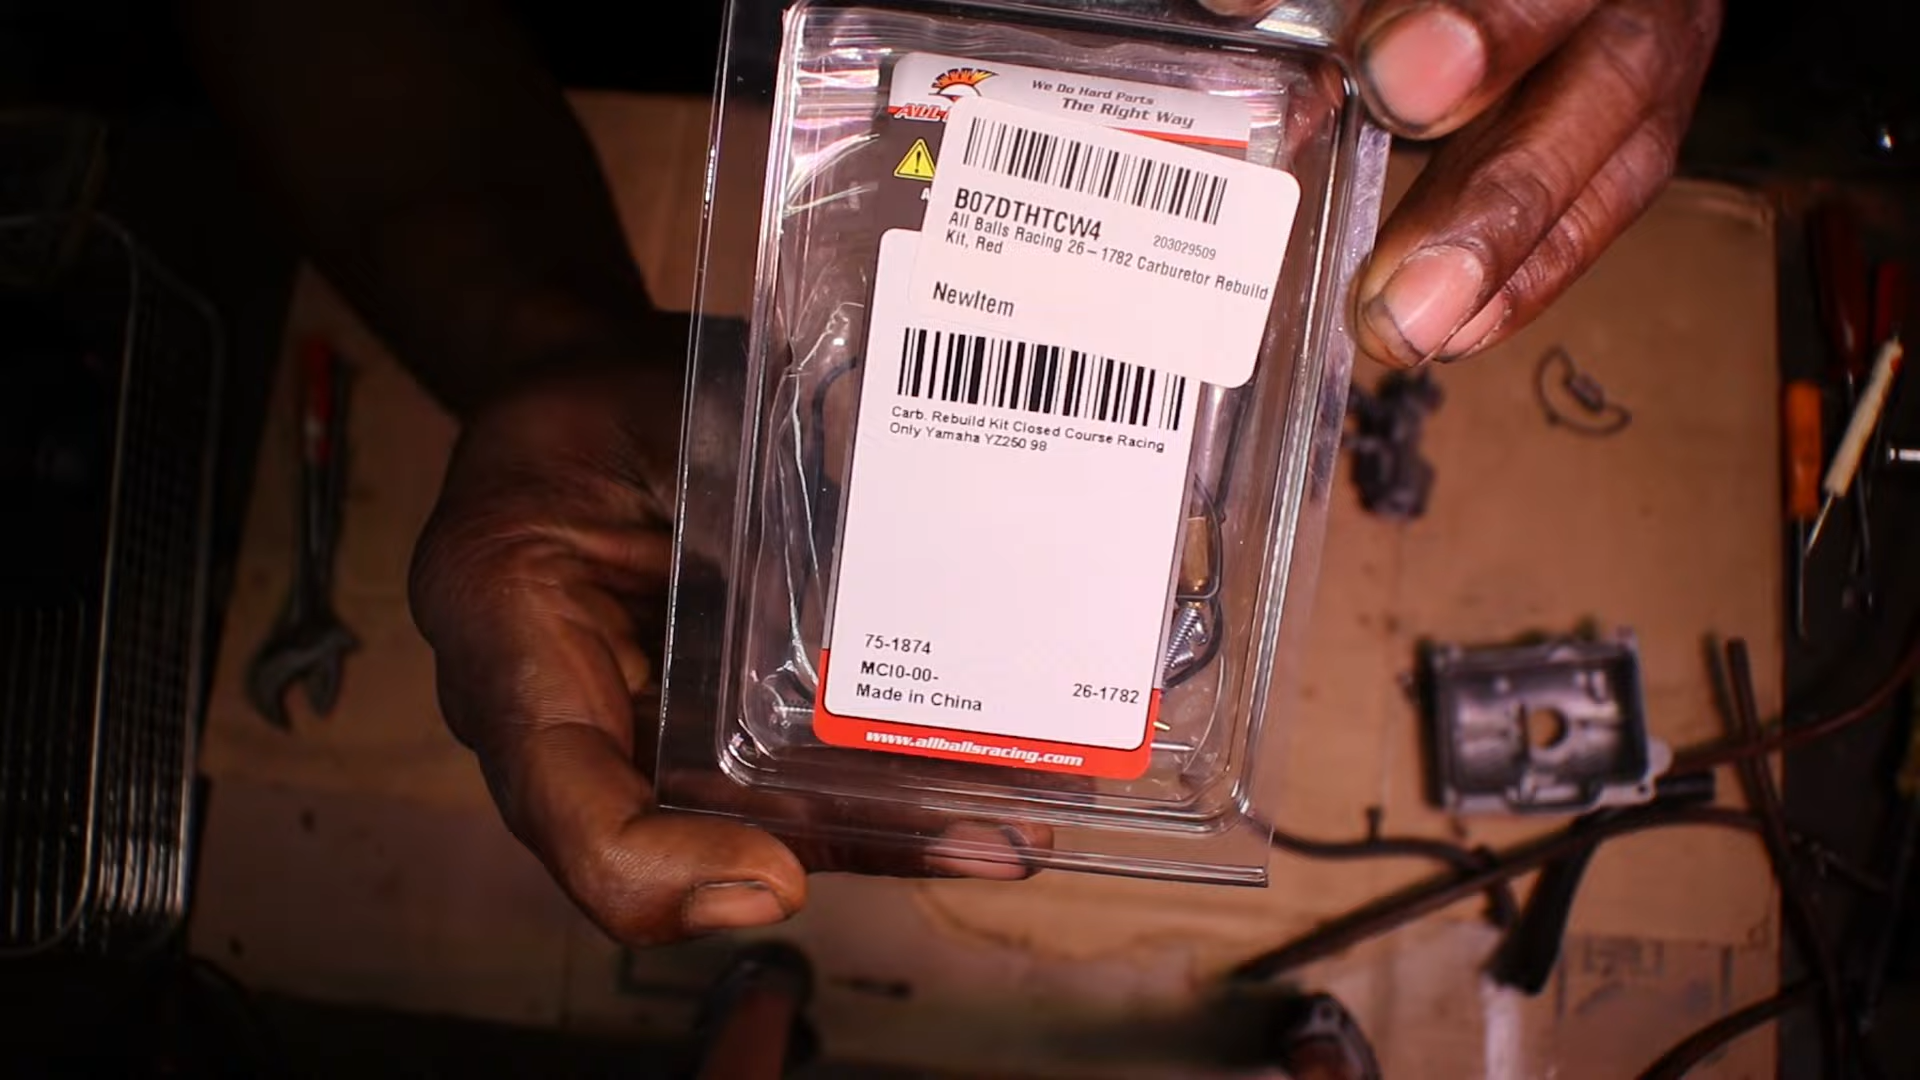 We Do Hard Parts
The Right Way
ALL
B07DTHTCW4
203029509
All Balls Racing 26-1782 Carburetor Rebuild
Kit, Red
NewItem
Carb. Rebuild Kit Closed Course Racing
Only Yamaha YZ250 98
75-1874
MCI0-00-
Made in China
26-1782
www.allballsracing.com